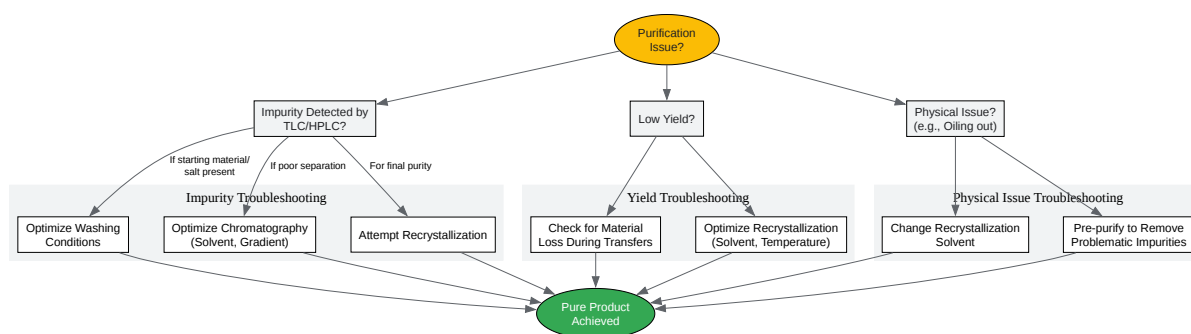 Purification
Issue?
Impurity Detected by
TLC/HPLC?
Low Yield?
Physical Issue?
(e.g., Oiling out)
If starting material/
salt present
If poor separation
For final purity
Impurity Troubleshooting
Yield Troubleshooting
Physical Issue Troubleshooting
Optimize Washing
Conditions
Optimize Chromatography
(Solvent, Gradient)
Attempt Recrystallization
Check for Material
Loss During Transfers
Optimize Recrystallization
(Solvent, Temperature)
Change Recrystallization
Solvent
Pre-purify to Remove
Problematic Impurities
Pure Product
Achieved